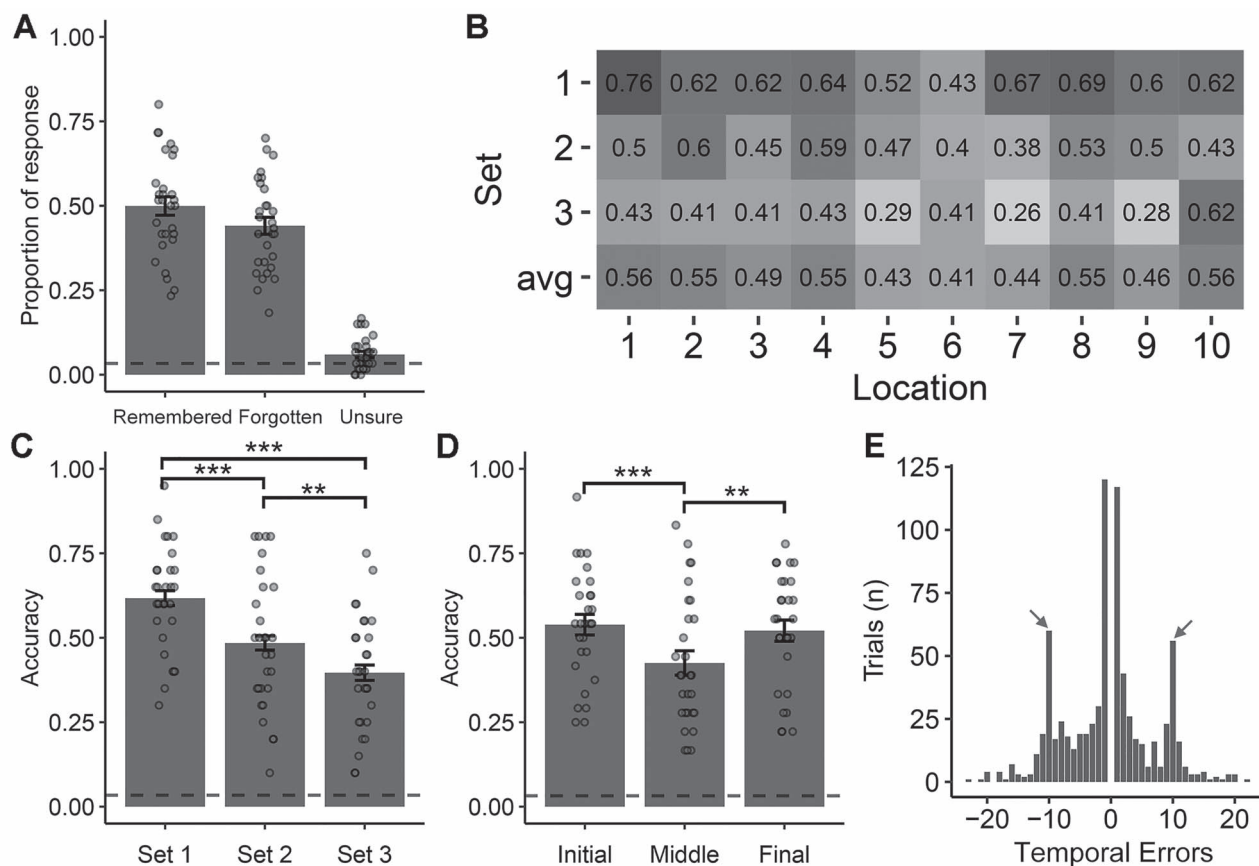 A
1.00
0.75
0.50
0.25
0.00
Proportion of response
Remembered Forgotten Unsure
B
Set
1 0.76 0.62 0.62 0.64 0.52 0.43 0.67 0.69 0.6 0.62
2 0.5 0.6 0.45 0.59 0.47 0.4 0.38 0.53 0.5 0.43
3 0.43 0.41 0.41 0.43 0.29 0.41 0.26 0.41 0.28 0.62
avg 0.56 0.55 0.49 0.55 0.43 0.41 0.44 0.55 0.46 0.56
1 2 3 4 5 6 7 8 9 10
Location
C
1.00
0.75
0.50
0.25
0.00
Accuracy
***
***
**
Set 1 Set 2 Set 3
D
1.00
0.75
0.50
0.25
0.00
Accuracy
***
**
Initial Middle Final
E
125
100
75
50
25
0
Trials (n)
−20 −10 0 10 20
Temporal Errors